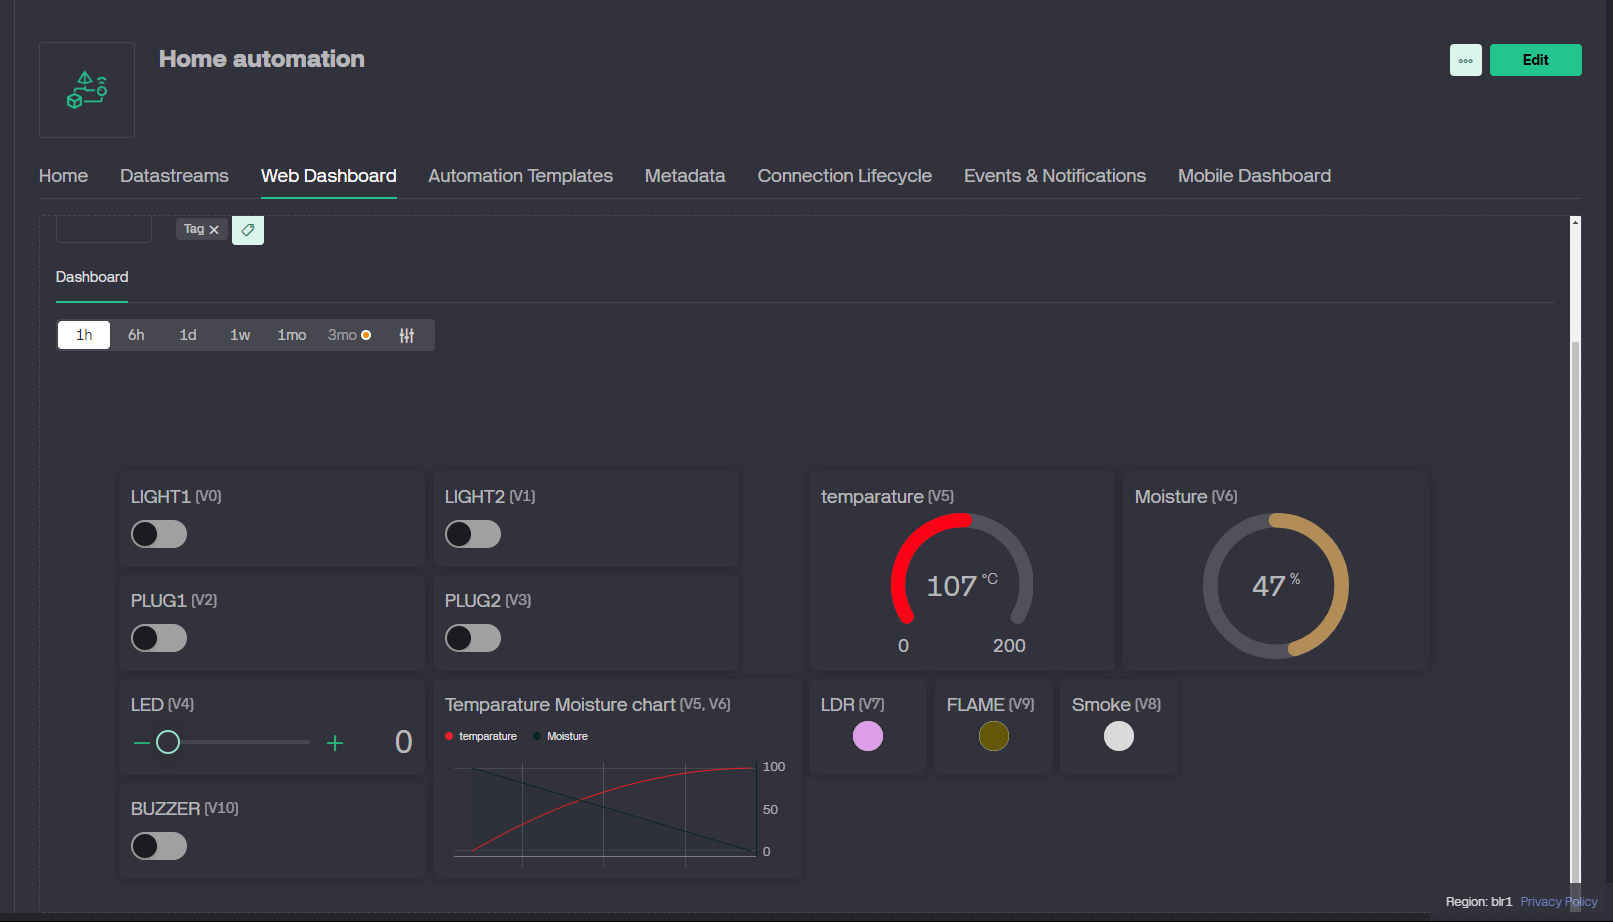 Home automation
Edit
Home Datastreams Web Dashboard Automation Templates Metadata Connection Lifecycle Events & Notifications Mobile Dashboard
Tag
Dashboard
1h 6h 1d 1w 1mo 3mo
LIGHT1 (V0)
LIGHT2 (V1)
temparature (V5)
107 °C
0 200
Moisture (V6)
47 %
PLUG1 (V2)
PLUG2 (V3)
LED (V4)
0
Temparature Moisture chart (V5, V6)
temparature Moisture
100
50
0
LDR (V7)
FLAME (V9)
Smoke (V8)
BUZZER (V10)
Region: blr1 Privacy Policy